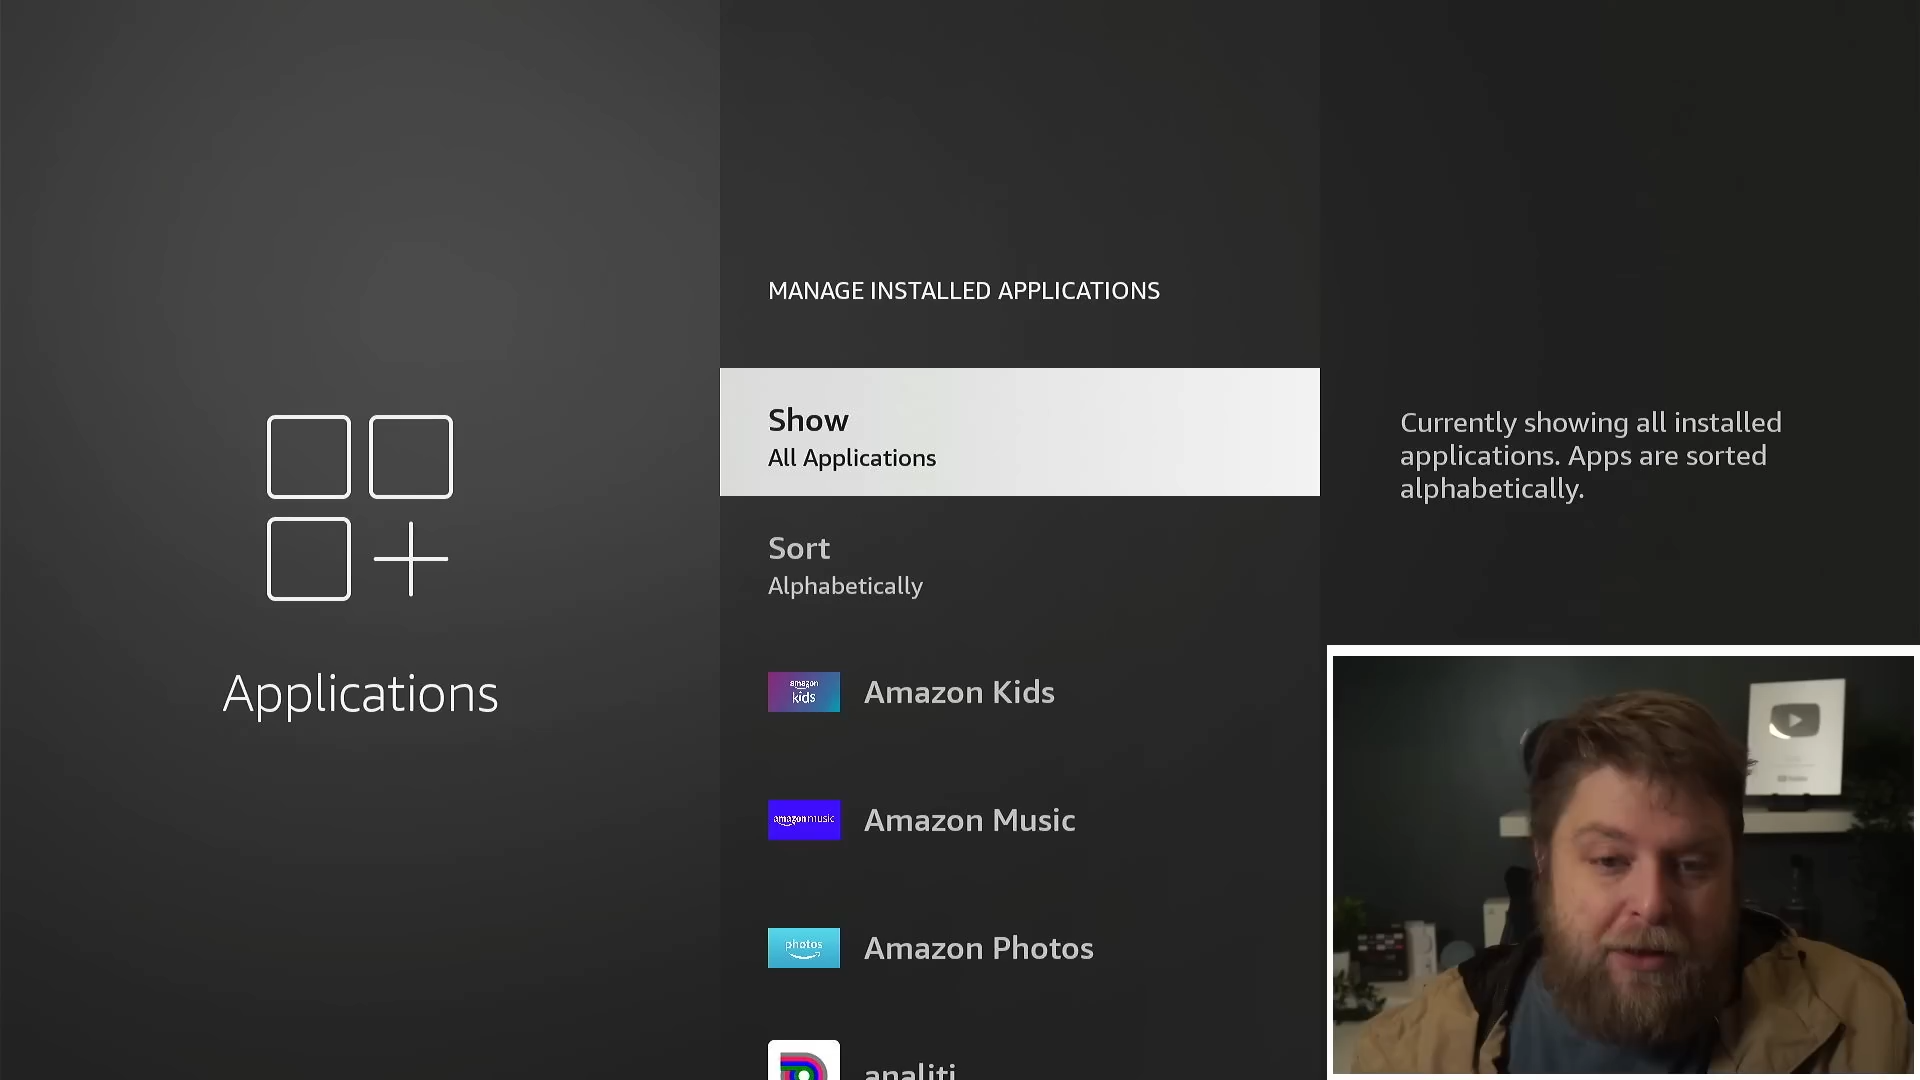 Applications
MANAGE INSTALLED APPLICATIONS
Show
All Applications
Sort
Alphabetically
amazon
kids
Amazon Kids
amazon music
Amazon Music
photos
Amazon Photos
analiti
Currently showing all installed
applications. Apps are sorted
alphabetically.